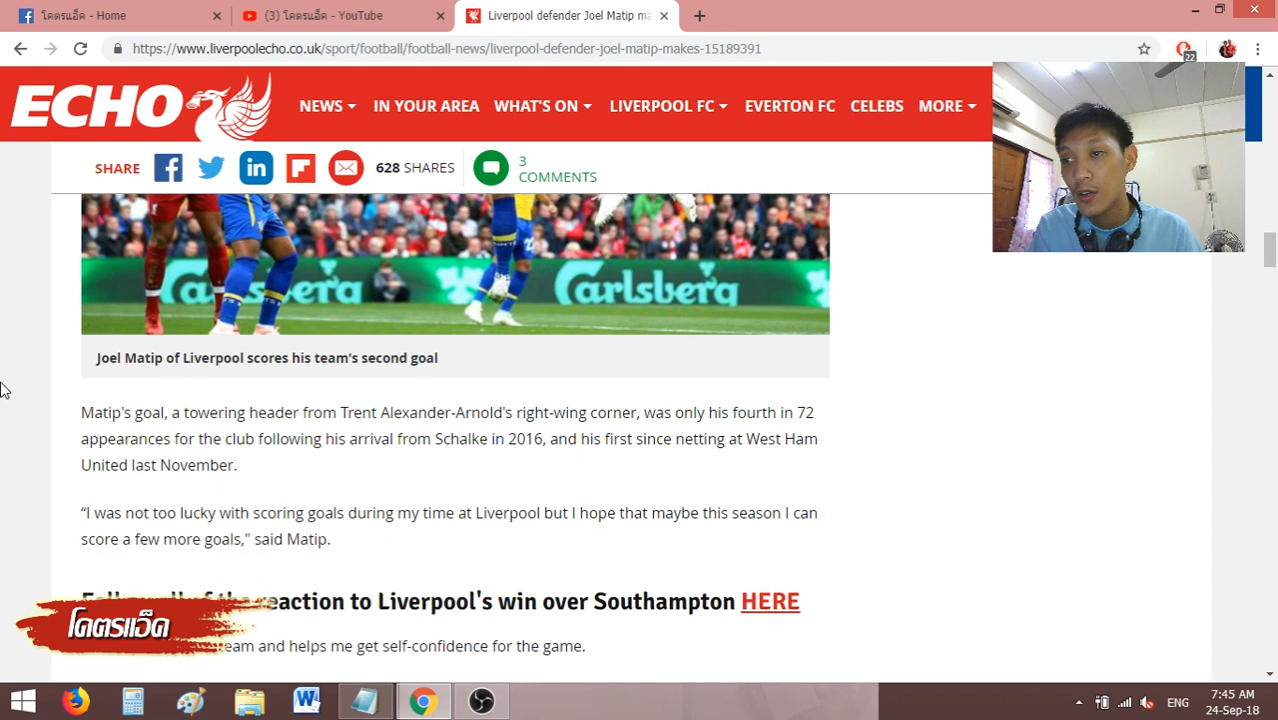 โคตรแอ็ค - Home
(3) โคตรแอ็ค - YouTube
Liverpool defender Joel Matip ma
https://www.liverpoolecho.co.uk/sport/football/football-news/liverpool-defender-joel-matip-makes-15189391
22
ECHO
NEWS
IN YOUR AREA
WHAT'S ON
LIVERPOOL FC
EVERTON FC
CELEBS
MORE
SHARE
628 SHARES
3
COMMENTS
Carlsberg
Joel Matip of Liverpool scores his team's second goal
Matip's goal, a towering header from Trent Alexander-Arnold's right-wing corner, was only his fourth in 72
appearances for the club following his arrival from Schalke in 2016, and his first since netting at West Ham
United last November.
“I was not too lucky with scoring goals during my time at Liverpool but I hope that maybe this season I can
score a few more goals," said Matip.
of the reaction to Liverpool's win over Southampton HERE
โคตรแอ็ค
eam and helps me get self-confidence for the game.
ENG
7:45 AM
24-Sep-18